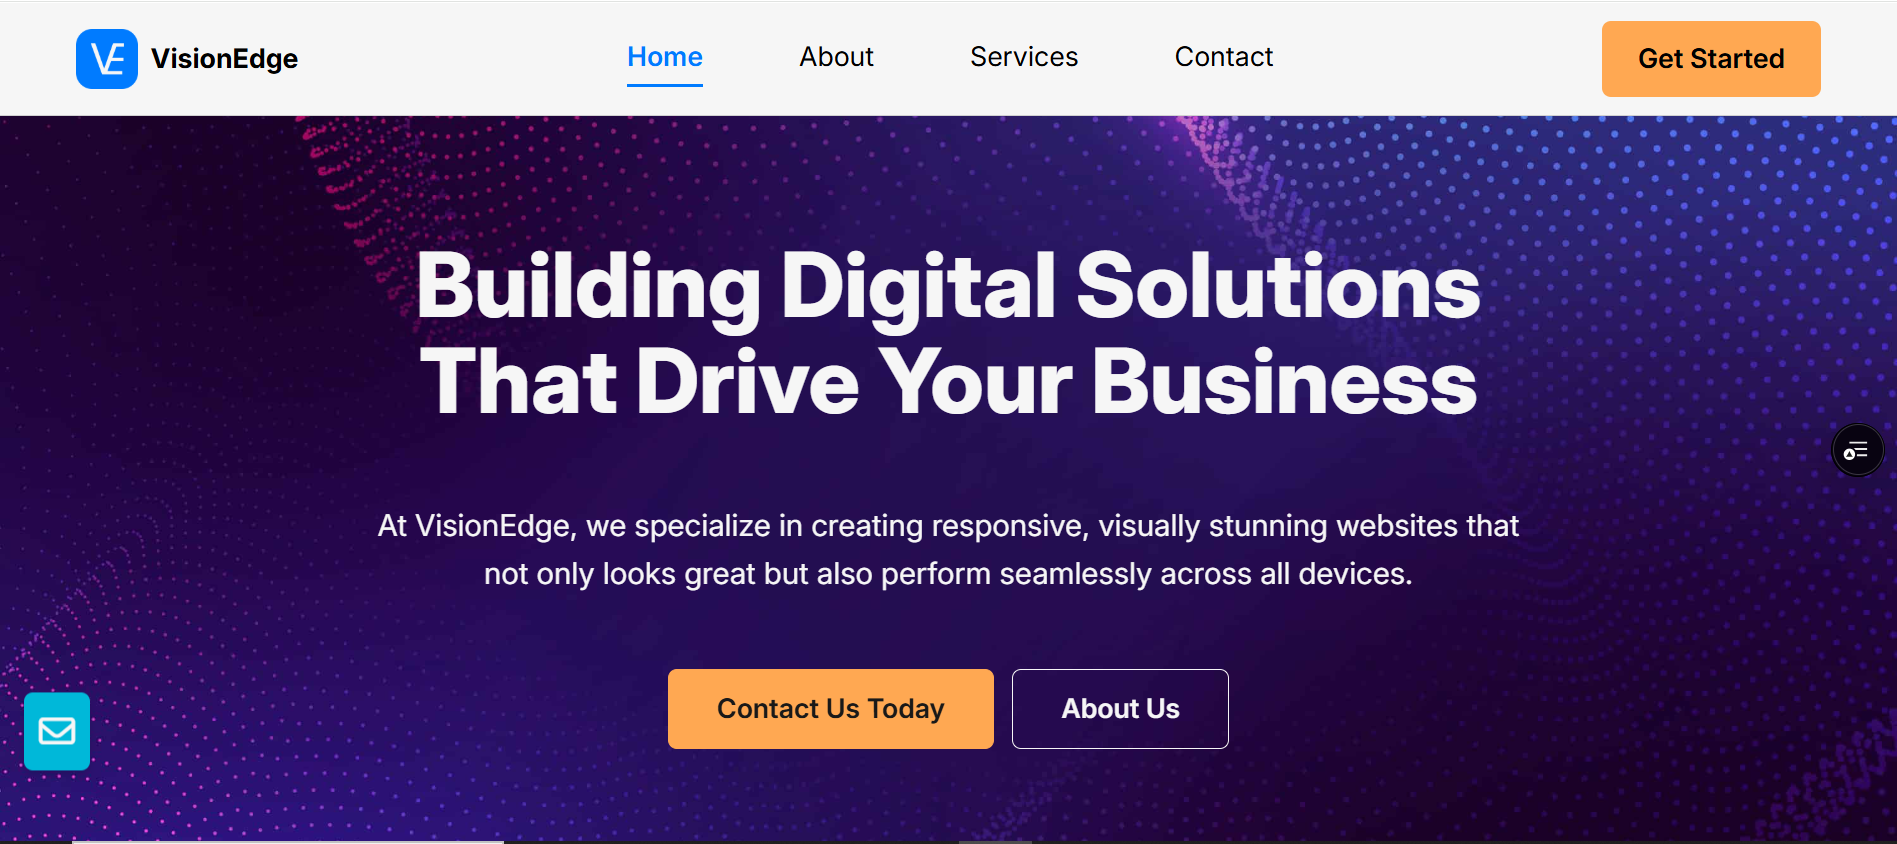 VE VisionEdge
Home About Services Contact
Get Started
Building Digital Solutions
That Drive Your Business
At VisionEdge, we specialize in creating responsive, visually stunning websites that
not only looks great but also perform seamlessly across all devices.
Contact Us Today
About Us